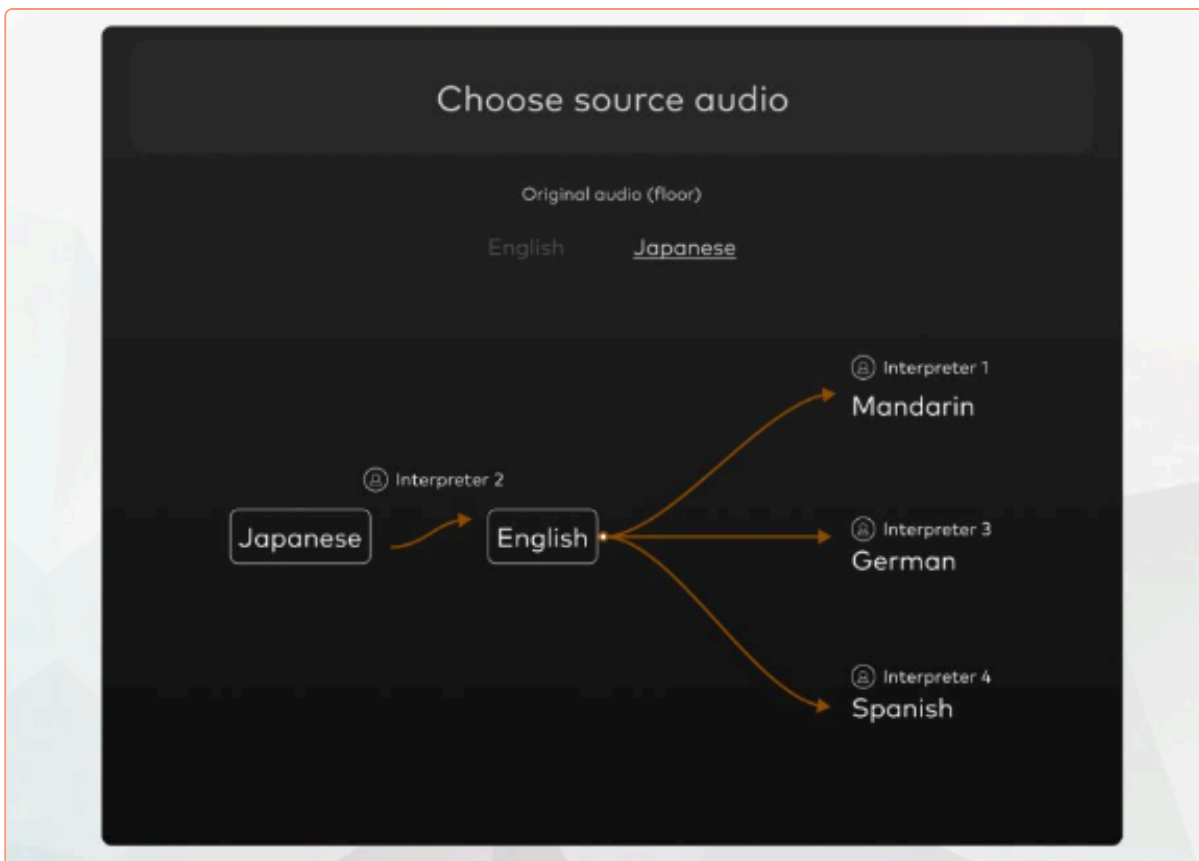 Choose source audio
Original audio (floor)
English Japanese
Interpreter 1
Mandarin
Interpreter 2
Japanese
English
Interpreter 3
German
Interpreter 4
Spanish